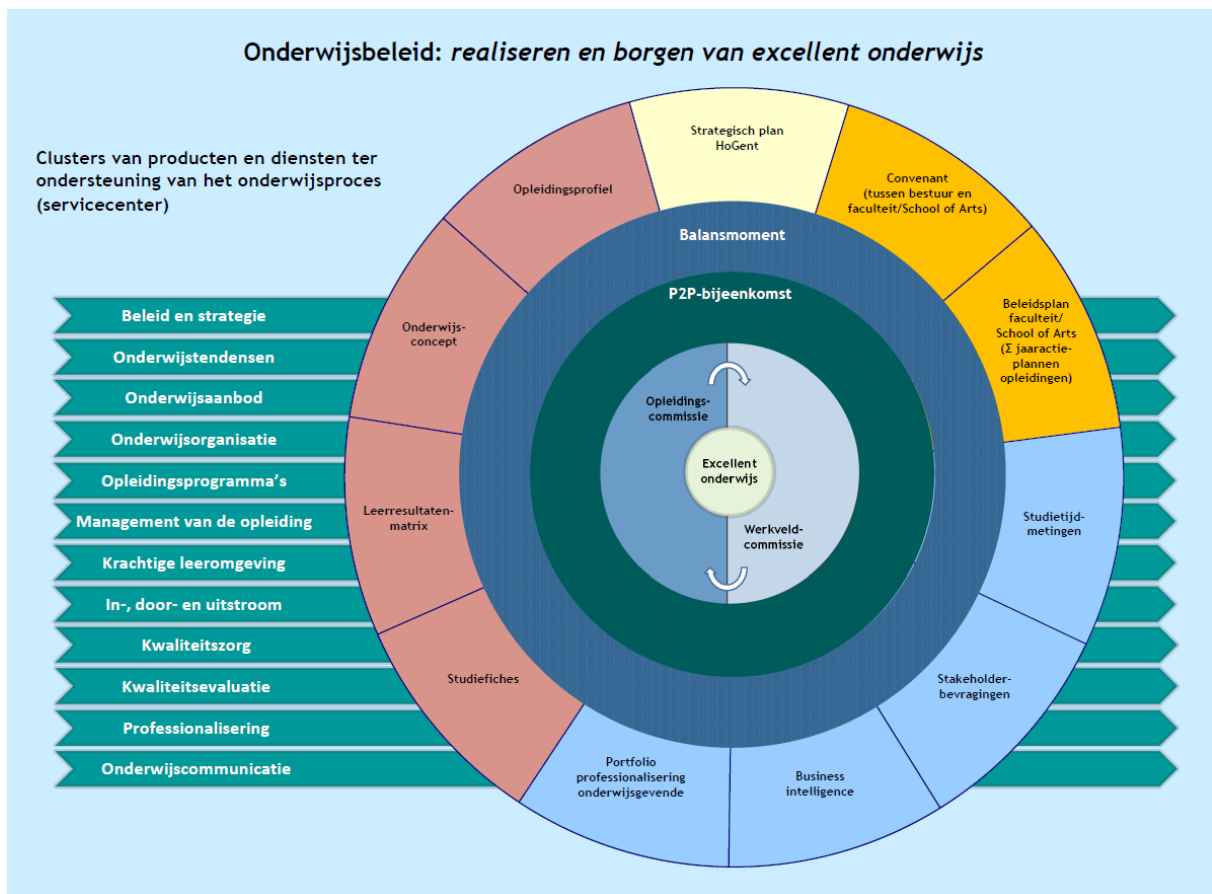 Onderwijsbeleid: realiseren en borgen van excellent onderwijs
Clusters van producten en diensten ter
ondersteuning van het onderwijsproces
(servicecenter)
Beleid en strategie
Onderwijstendensen
Onderwijsaanbod
Onderwijsorganisatie
Opleidingsprogramma's
Management van de opleiding
Krachtige leeromgeving
In-, door- en uitstroom
Kwaliteitszorg
Kwaliteitsevaluatie
Professionalisering
Onderwijscommunicatie
Strategisch plan
HoGent
Convenant
(tussen bestuur en
faculteit/School of Arts)
Beleidsplan
faculteit/
School of Arts
(Σ jaaractie-
plannen
opleidingen)
Studietijd-
metingen
Stakeholder-
bevragingen
Business
intelligence
Portfolio
professionalisering
onderwijsgevende
Studiefiches
Leerresultaten-
matrix
Onderwijs-
concept
Opleidingsprofiel
Balansmoment
P2P-bijeenkomst
Opleidings-
commissie
Excellent
onderwijs
Werkveld-
commissie